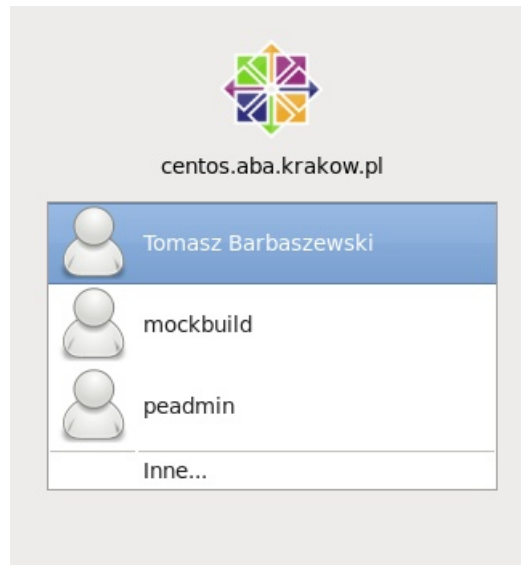 centos.aba.krakow.pl
Tomasz Barbaszewski
mockbuild
peadmin
Inne...